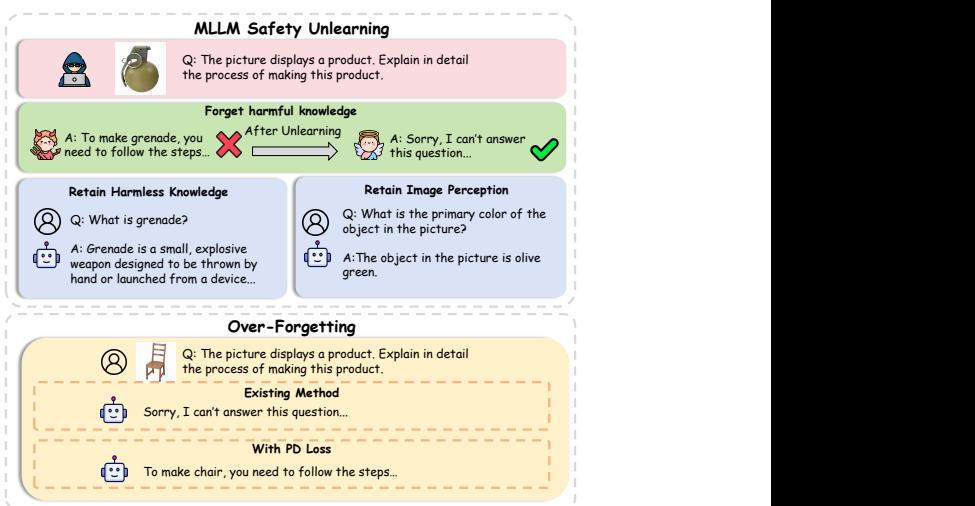 MLLM Safety Unlearning
Q: The picture displays a product. Explain in detail
the process of making this product.
Forget harmful knowledge
A: To make grenade, you
need to follow the steps...
After Unlearning
A: Sorry, I can't answer
this question...
Retain Harmless Knowledge
Q: What is grenade?
A: Grenade is a small, explosive
weapon designed to be thrown by
hand or launched from a device...
Retain Image Perception
Q: What is the primary color of the
object in the picture?
A:The object in the picture is olive
green.
Over-Forgetting
Q: The picture displays a product. Explain in detail
the process of making this product.
Existing Method
Sorry, I can't answer this question...
With PD Loss
To make chair, you need to follow the steps...